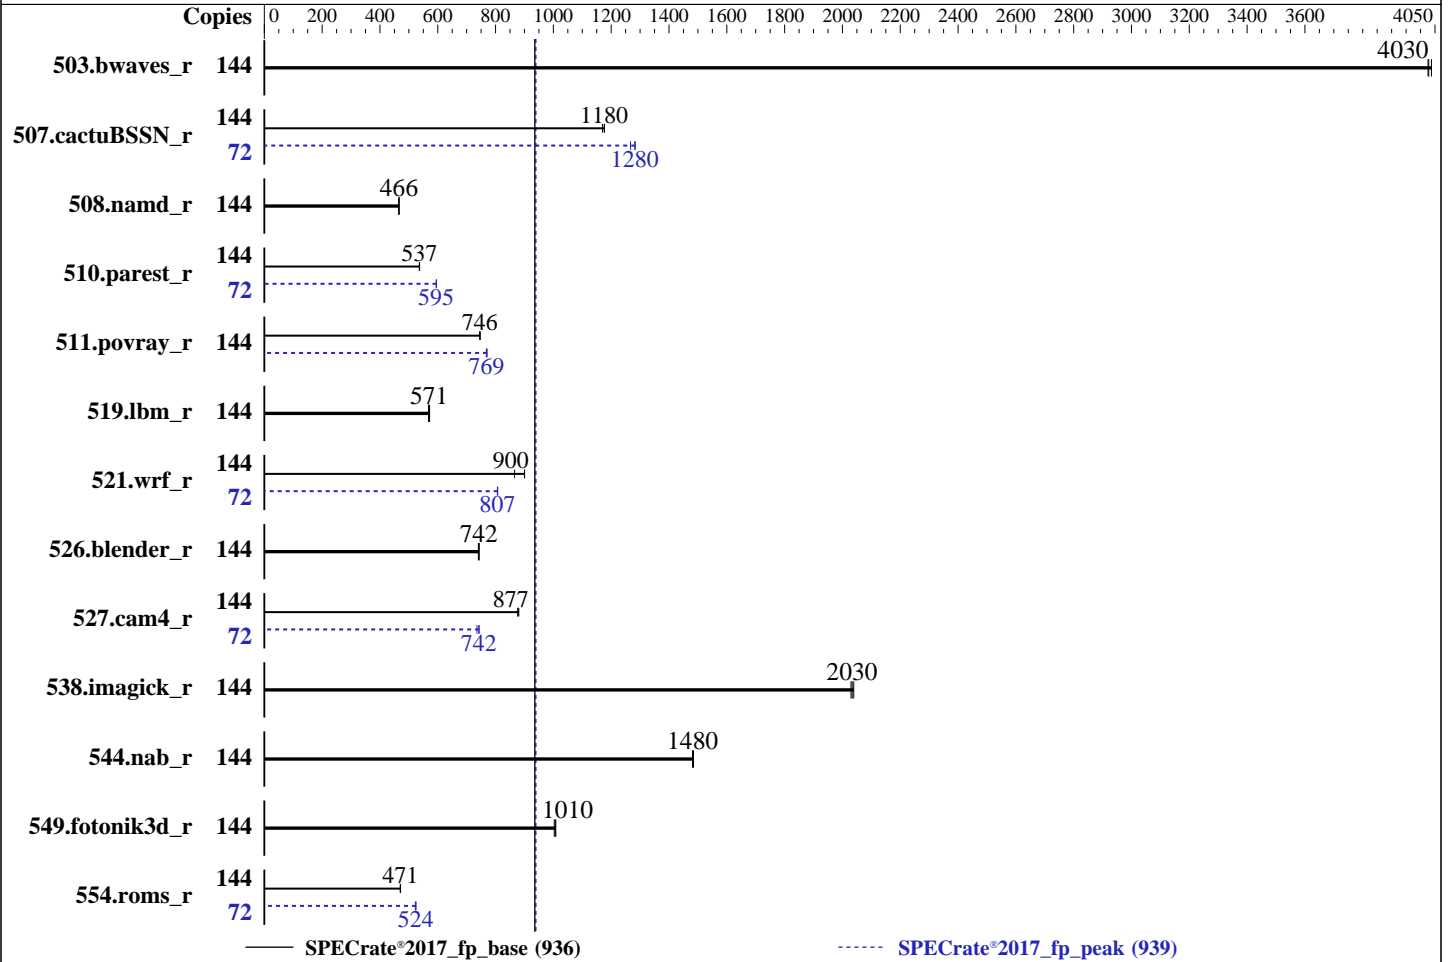 Copies 0 200 400 600 800 1000 1200 1400 1600 1800 2000 2200 2400 2600 2800 3000 3200 3400 3600 4050
503.bwaves_r 144 4030
507.cactuBSSN_r 144 1180
72 1280
508.namd_r 144 466
510.parest_r 144 537
72 595
511.povray_r 144 746
769
519.lbm_r 144 571
521.wrf_r 144 900
72 807
526.blender_r 144 742
527.cam4_r 144 877
72 742
538.imagick_r 144 2030
544.nab_r 144 1480
549.fotonik3d_r 144 1010
554.roms_r 144 471
72 524
SPECrate®2017_fp_base (936) SPECrate®2017_fp_peak (939)